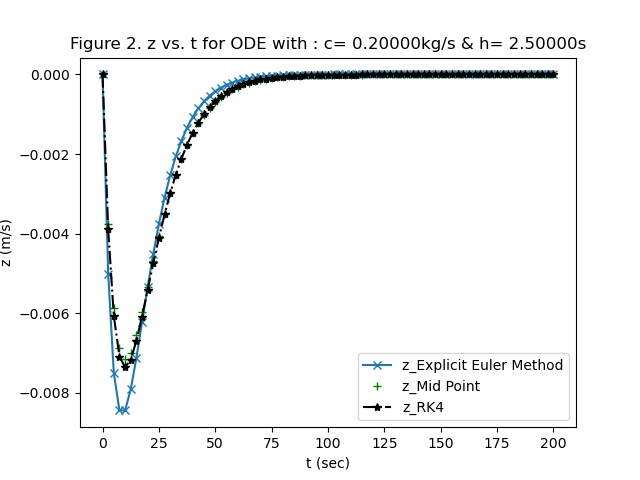 Figure 2. z vs. t for ODE with : c= 0.20000kg/s & h= 2.50000s
0.000
−0.002
−0.004
−0.006
−0.008
z (m/s)
z_Explicit Euler Method
z_Mid Point
z_RK4
0 25 50 75 100 125 150 175 200
t (sec)